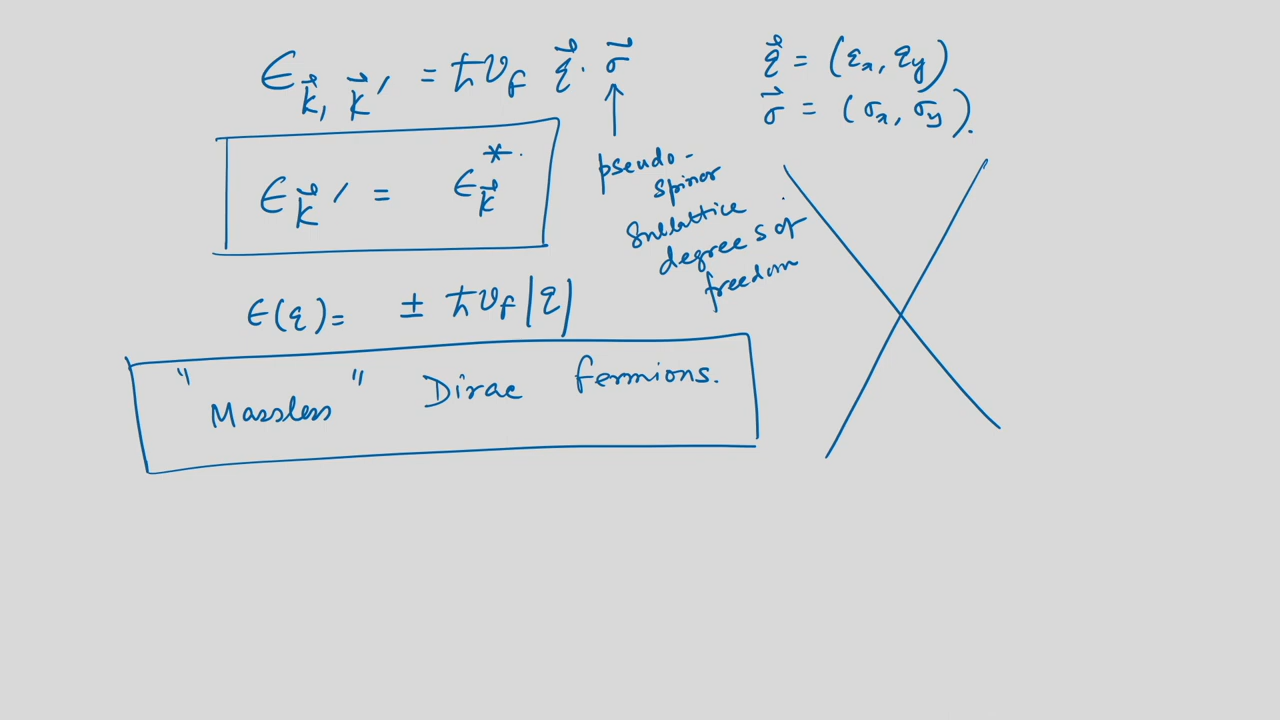 ϵ_{k⃗, k⃗′} = ℏv_f q⃗ · σ⃗
q⃗ = (q_x, q_y)
σ⃗ = (σ_x, σ_y).
ϵ_{k⃗′} = ϵ*_{k⃗}
pseudo-
spinor
Sublattice
degrees of
freedom
ϵ(q) = ± ℏv_f |q|
"Massless" Dirac fermions.